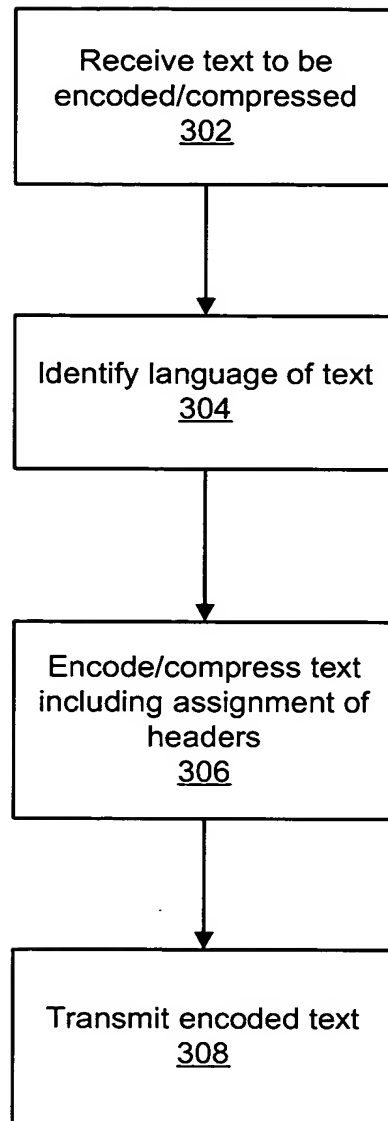 Receive text to be
encoded/compressed
302
Identify language of text
304
Encode/compress text
including assignment of
headers
306
Transmit encoded text
308